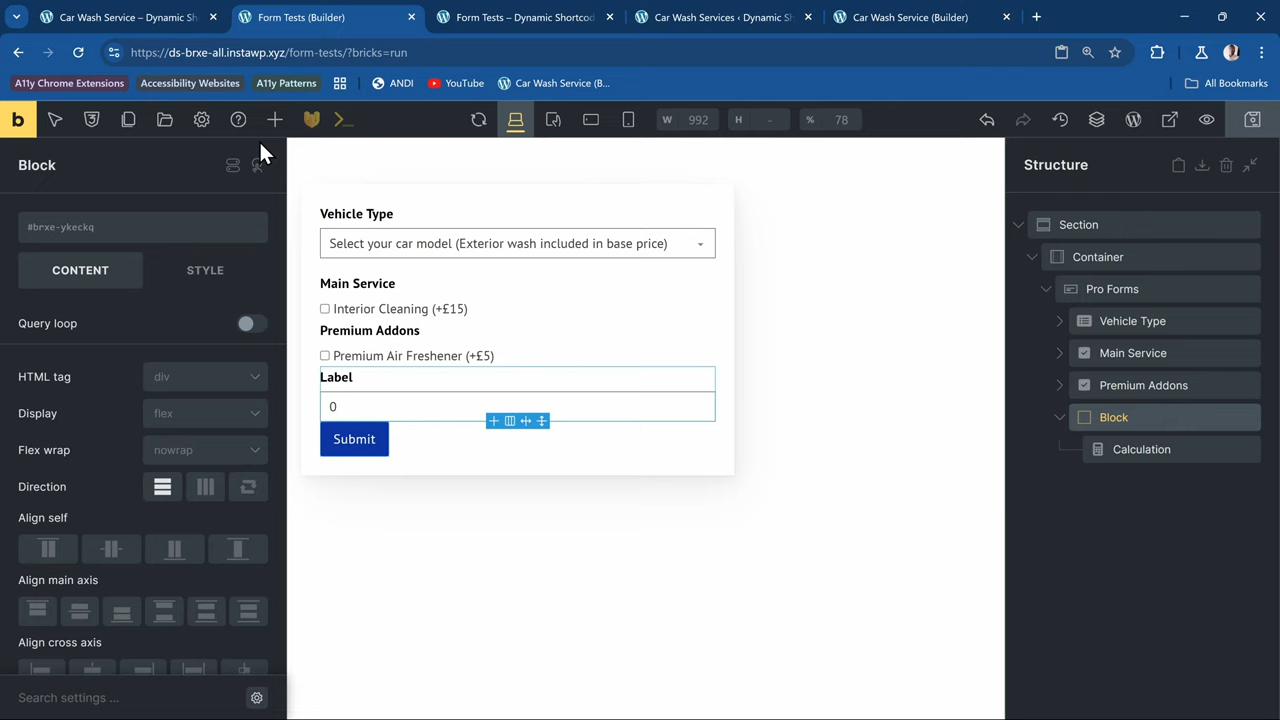 Car Wash Service – Dynamic Sh
Form Tests (Builder)
Form Tests – Dynamic Shortcod
Car Wash Services ‹ Dynamic Sh
Car Wash Service (Builder)
https://ds-brxe-all.instawp.xyz/form-tests/?bricks=run
A11y Chrome Extensions
Accessibility Websites
A11y Patterns
ANDI
YouTube
Car Wash Service (B...
All Bookmarks
b
W 992
H -
% 78
Block
#brxe-ykeckq
CONTENT
STYLE
Query loop
HTML tag
div
Display
flex
Flex wrap
nowrap
Direction
Align self
Align main axis
Align cross axis
Search settings ...
Vehicle Type
Select your car model (Exterior wash included in base price)
Main Service
Interior Cleaning (+£15)
Premium Addons
Premium Air Freshener (+£5)
Label
0
Submit
Structure
Section
Container
Pro Forms
Vehicle Type
Main Service
Premium Addons
Block
Calculation